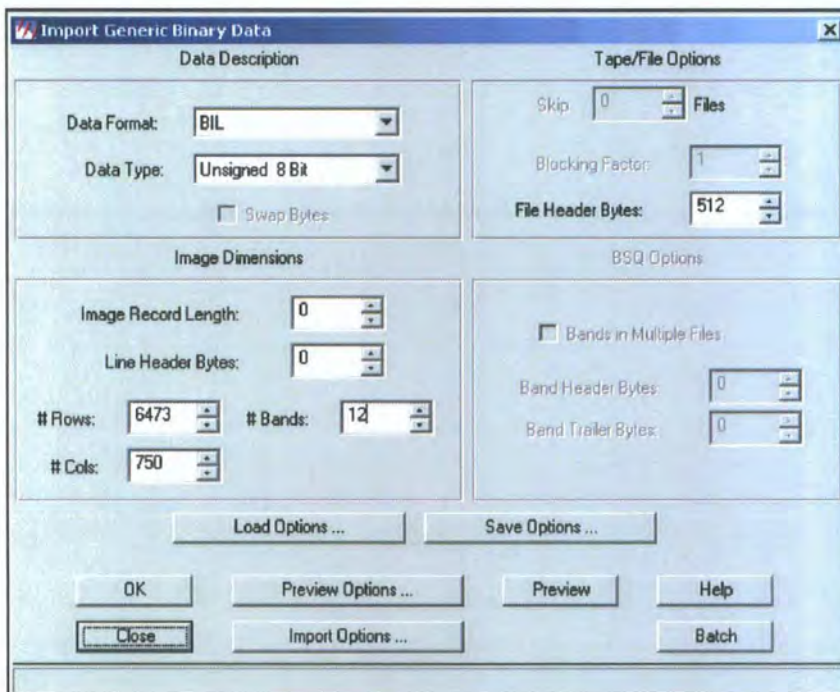 Import Generic Binary Data
Data Description
Data Format: BIL
Data Type: Unsigned 8 Bit
Swap Bytes
Tape/File Options
Skip 0 Files
Blocking Factor: 1
File Header Bytes: 512
Image Dimensions
Image Record Length: 0
Line Header Bytes: 0
# Rows: 6473 # Bands: 12
# Cols: 750
BSQ Options
Bands in Multiple Files
Band Header Bytes: 0
Band Trailer Bytes: 0
Load Options ... Save Options ...
OK Preview Options ... Preview Help
Close Import Options ... Batch